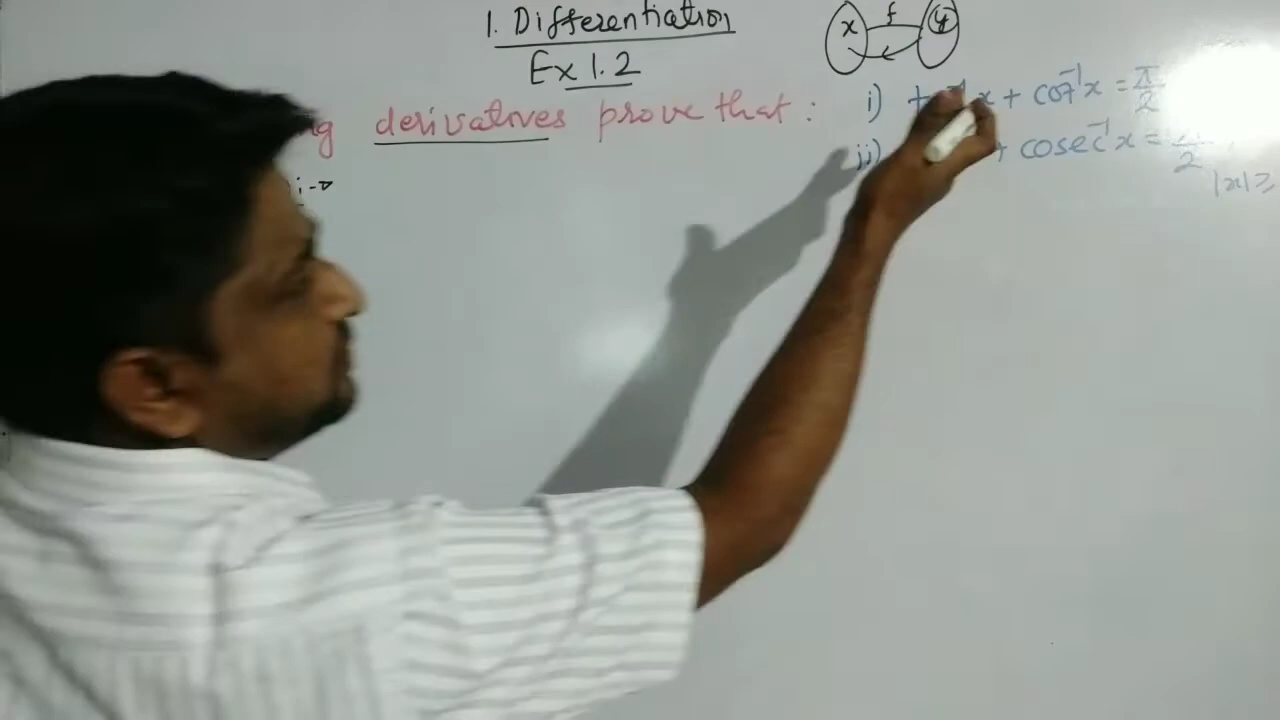 1. Differentiation
Ex 1.2
x f y
derivatives prove that :
i) x + cot⁻¹x = π/2
ii) + cosec⁻¹x = π/2
|x| ≥